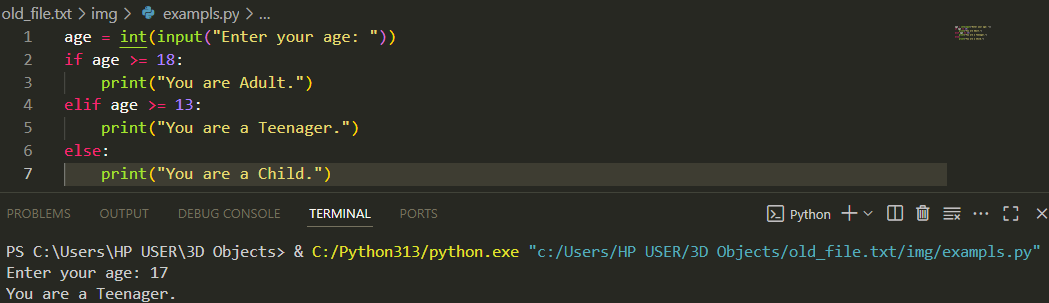 old_file.txt > img > exampls.py > ...
1 age = int(input("Enter your age: "))
2 if age >= 18:
3     print("You are Adult.")
4 elif age >= 13:
5     print("You are a Teenager.")
6 else:
7     print("You are a Child.")
PROBLEMS OUTPUT DEBUG CONSOLE TERMINAL PORTS Python
PS C:\Users\HP USER\3D Objects> & C:/Python313/python.exe "c:/Users/HP USER/3D Objects/old_file.txt/img/exampls.py"
Enter your age: 17
You are a Teenager.